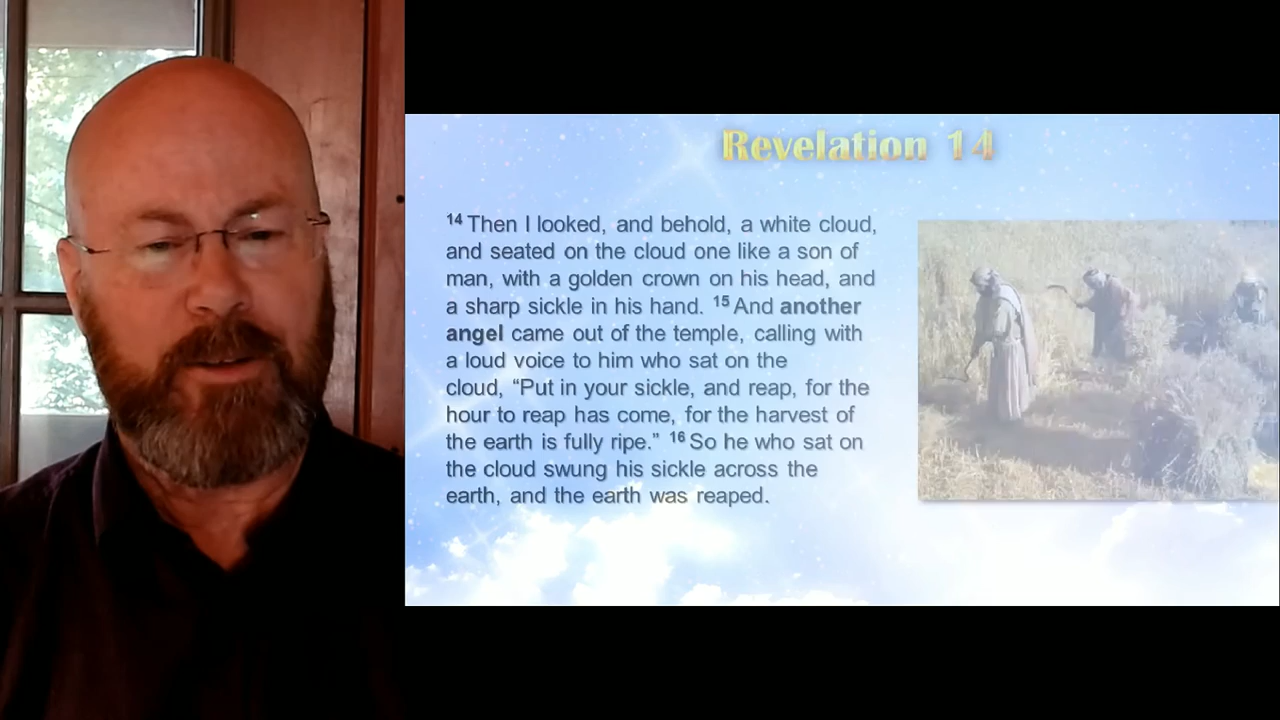 Revelation 14
14 Then I looked, and behold, a white cloud,
and seated on the cloud one like a son of
man, with a golden crown on his head, and
a sharp sickle in his hand. 15 And another
angel came out of the temple, calling with
a loud voice to him who sat on the
cloud, “Put in your sickle, and reap, for the
hour to reap has come, for the harvest of
the earth is fully ripe.” 16 So he who sat on
the cloud swung his sickle across the
earth, and the earth was reaped.